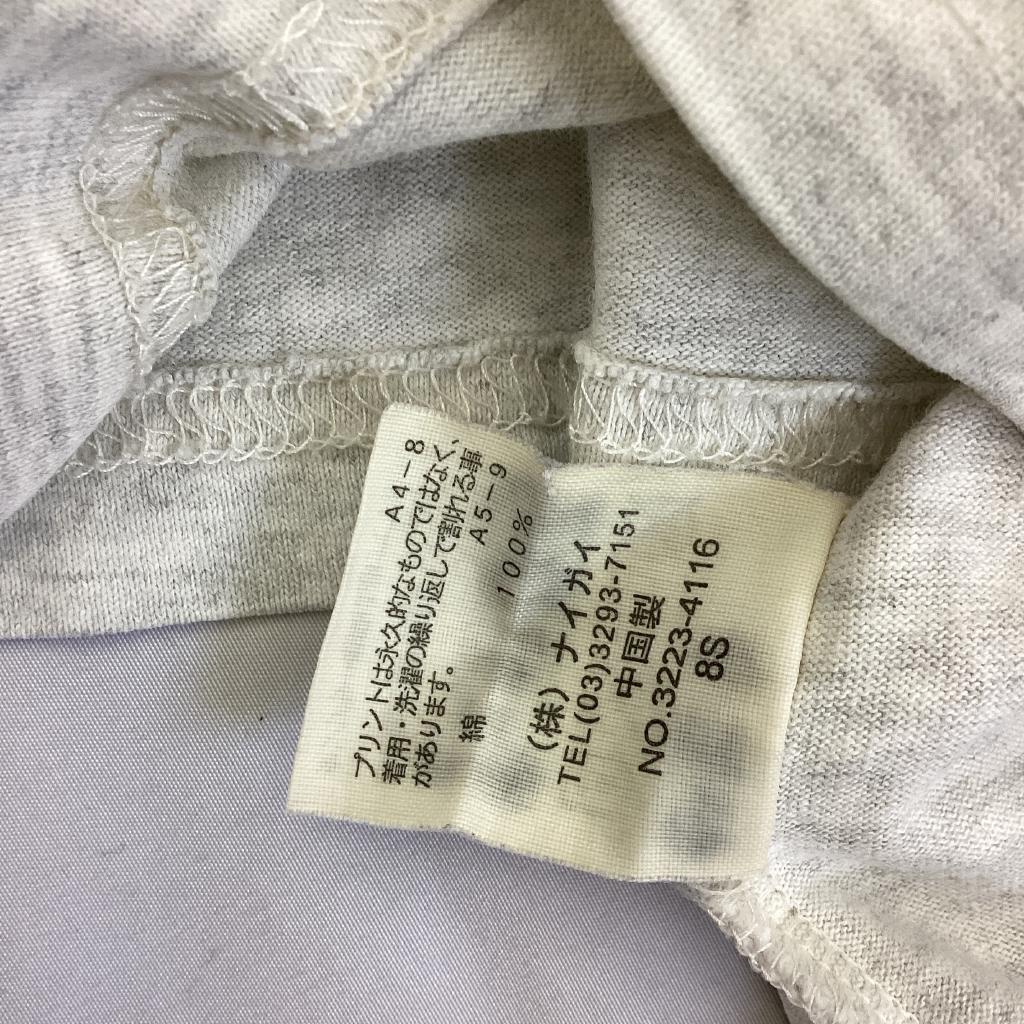 A4-8
プリントは永久的なものではなく、
着用・洗濯の繰り返しで割れる事
があります。
A5-9
綿 100%
(株) ナイガイ
TEL(03)3293-7151
中国製
NO.3223-4116
8S